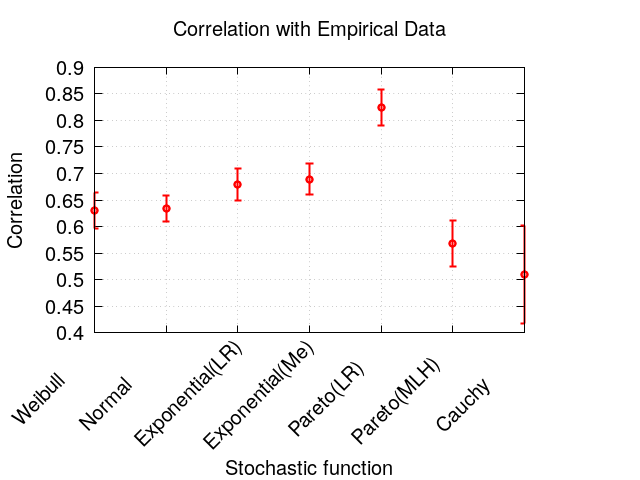 Correlation with Empirical Data
0.9
0.85
0.8
0.75
0.7
0.65
0.6
0.55
0.5
0.45
0.4
Correlation
Weibull
Normal
Exponential(LR)
Exponential(Me)
Pareto(LR)
Pareto(MLH)
Cauchy
Stochastic function